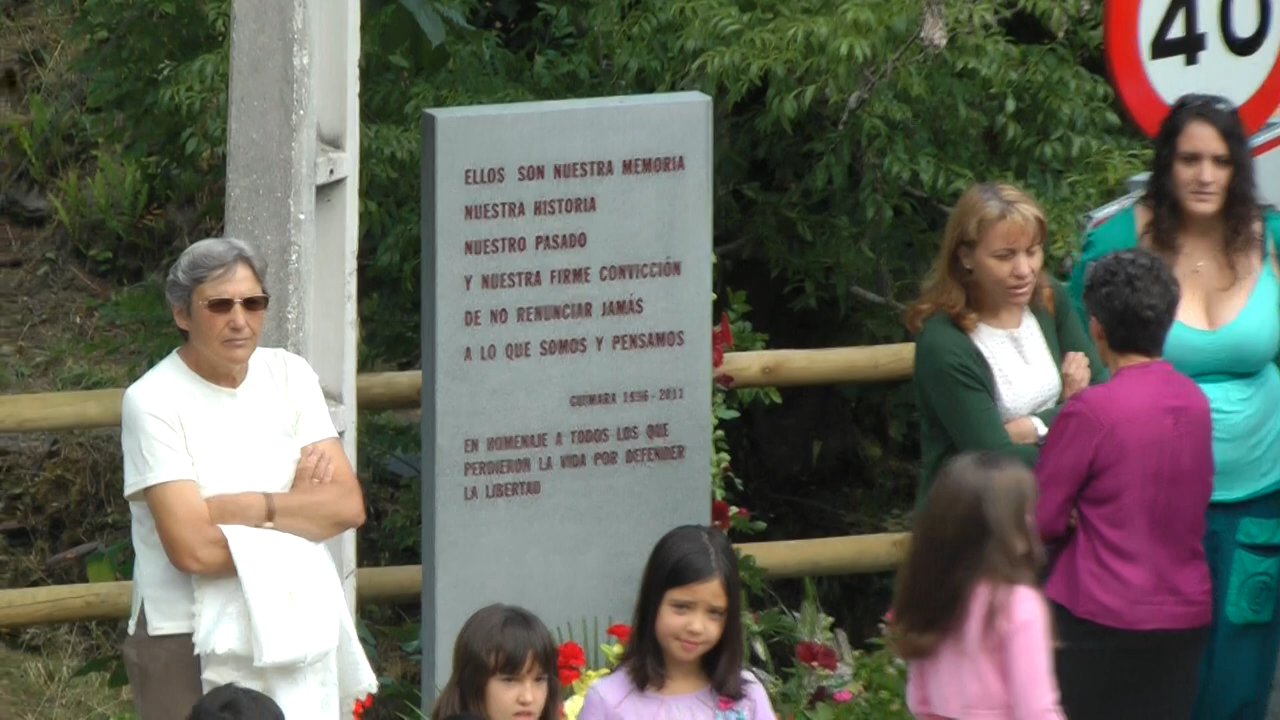 ELLOS SON NUESTRA MEMORIA
NUESTRA HISTORIA
NUESTRO PASADO
Y NUESTRA FIRME CONVICCIÓN
DE NO RENUNCIAR JAMÁS
A LO QUE SOMOS Y PENSAMOS
GUIMARA 1936 - 2011
EN HOMENAJE A TODOS LOS QUE
PERDIERON LA VIDA POR DEFENDER
LA LIBERTAD
40